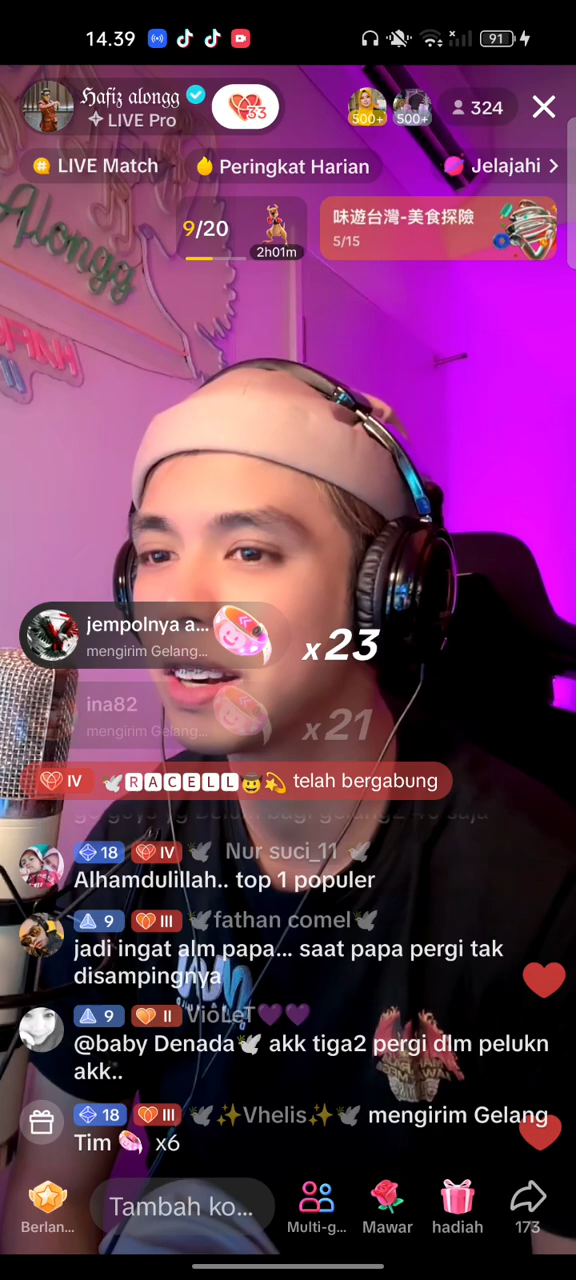 14.39
91
Hafiz alongg
LIVE Pro
33
500+
500+
324
LIVE Match
Peringkat Harian
Jelajahi >
9/20
2h01m
味遊台灣-美食探險
5/15
Alongg
jempolnya a...
mengirim Gelang...
x23
ina82
mengirim Gelang...
x21
IV 🕊️🆁🅰🅲🅴🅻🅻🤠💫 telah bergabung
18 IV 🕊️ Nur suci_11 🕊️
Alhamdulillah.. top 1 populer
9 III 🕊️fathan comel🕊️
jadi ingat alm papa... saat papa pergi tak
disampingnya
9 II VioLeT💜💜
@baby Denada🕊️ akk tiga2 pergi dlm pelukn
akk..
18 III 🕊️✨Vhelis✨🕊️ mengirim Gelang
Tim x6
Berlan...
Tambah ko...
Multi-g...
Mawar
hadiah
173